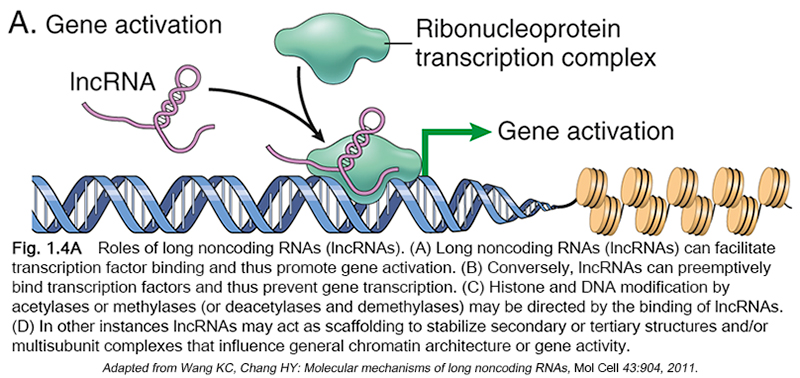 A. Gene activation
Ribonucleoprotein
transcription complex
lncRNA
Gene activation
Fig. 1.4A Roles of long noncoding RNAs (lncRNAs). (A) Long noncoding RNAs (lncRNAs) can facilitate
transcription factor binding and thus promote gene activation. (B) Conversely, lncRNAs can preemptively
bind transcription factors and thus prevent gene transcription. (C) Histone and DNA modification by
acetylases or methylases (or deacetylases and demethylases) may be directed by the binding of lncRNAs.
(D) In other instances lncRNAs may act as scaffolding to stabilize secondary or tertiary structures and/or
multisubunit complexes that influence general chromatin architecture or gene activity.
Adapted from Wang KC, Chang HY: Molecular mechanisms of long noncoding RNAs, Mol Cell 43:904, 2011.